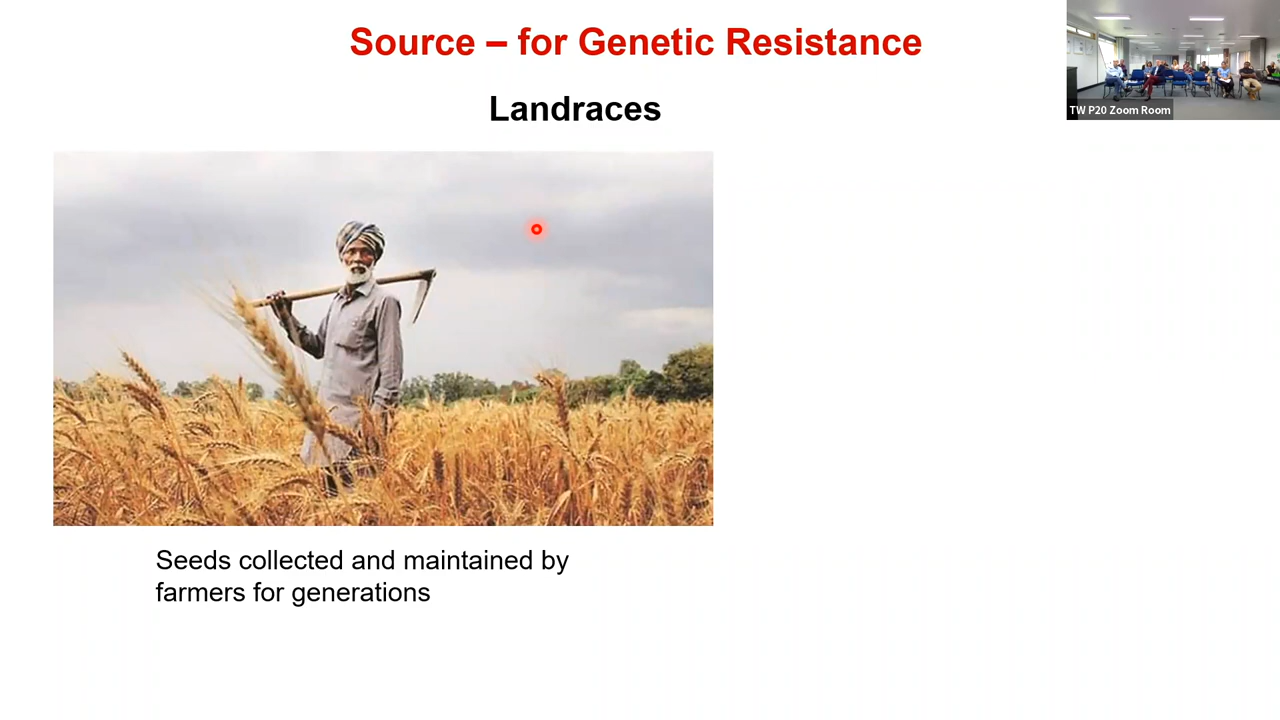 Source – for Genetic Resistance
Landraces
TW P20 Zoom Room
Seeds collected and maintained by
farmers for generations